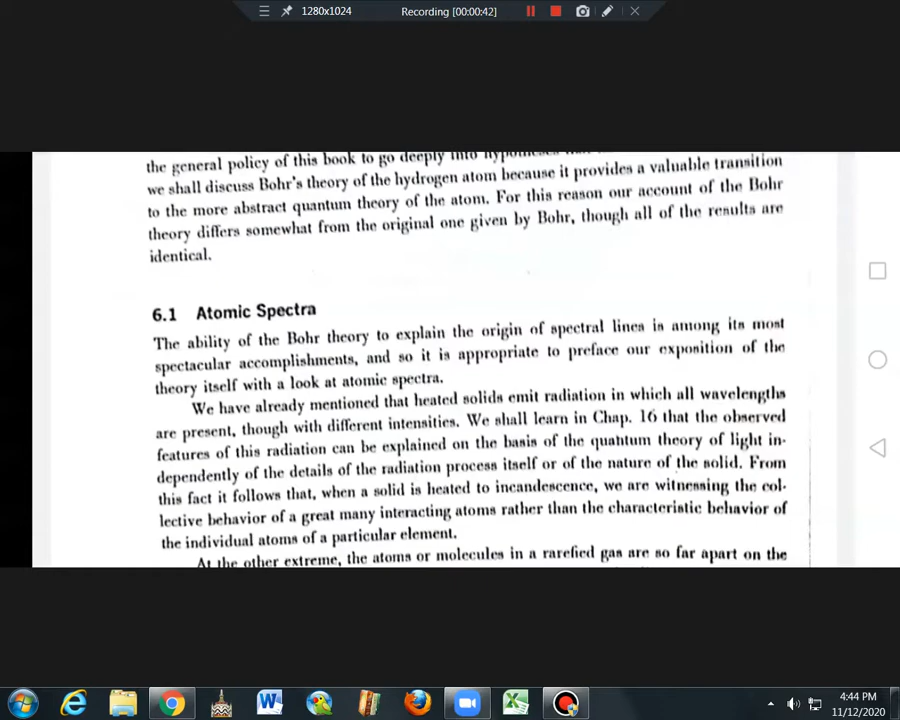 1280x1024
Recording [00:00:42]
the general policy of this book to go deeply into
we shall discuss Bohr's theory of the hydrogen atom because it provides a valuable transition
to the more abstract quantum theory of the atom. For this reason our account of the Bohr
theory differs somewhat from the original one given by Bohr, though all of the results are
identical.
6.1 Atomic Spectra
The ability of the Bohr theory to explain the origin of spectral lines is among its most
spectacular accomplishments, and so it is appropriate to preface our exposition of the
theory itself with a look at atomic spectra.
We have already mentioned that heated solids emit radiation in which all wavelengths
are present, though with different intensities. We shall learn in Chap. 16 that the observed
features of this radiation can be explained on the basis of the quantum theory of light in-
dependently of the details of the radiation process itself or of the nature of the solid. From
this fact it follows that, when a solid is heated to incandescence, we are witnessing the col-
lective behavior of a great many interacting atoms rather than the characteristic behavior of
the individual atoms of a particular element.
At the other extreme, the atoms or molecules in a rarefied gas are so far apart on the
4:44 PM
11/12/2020